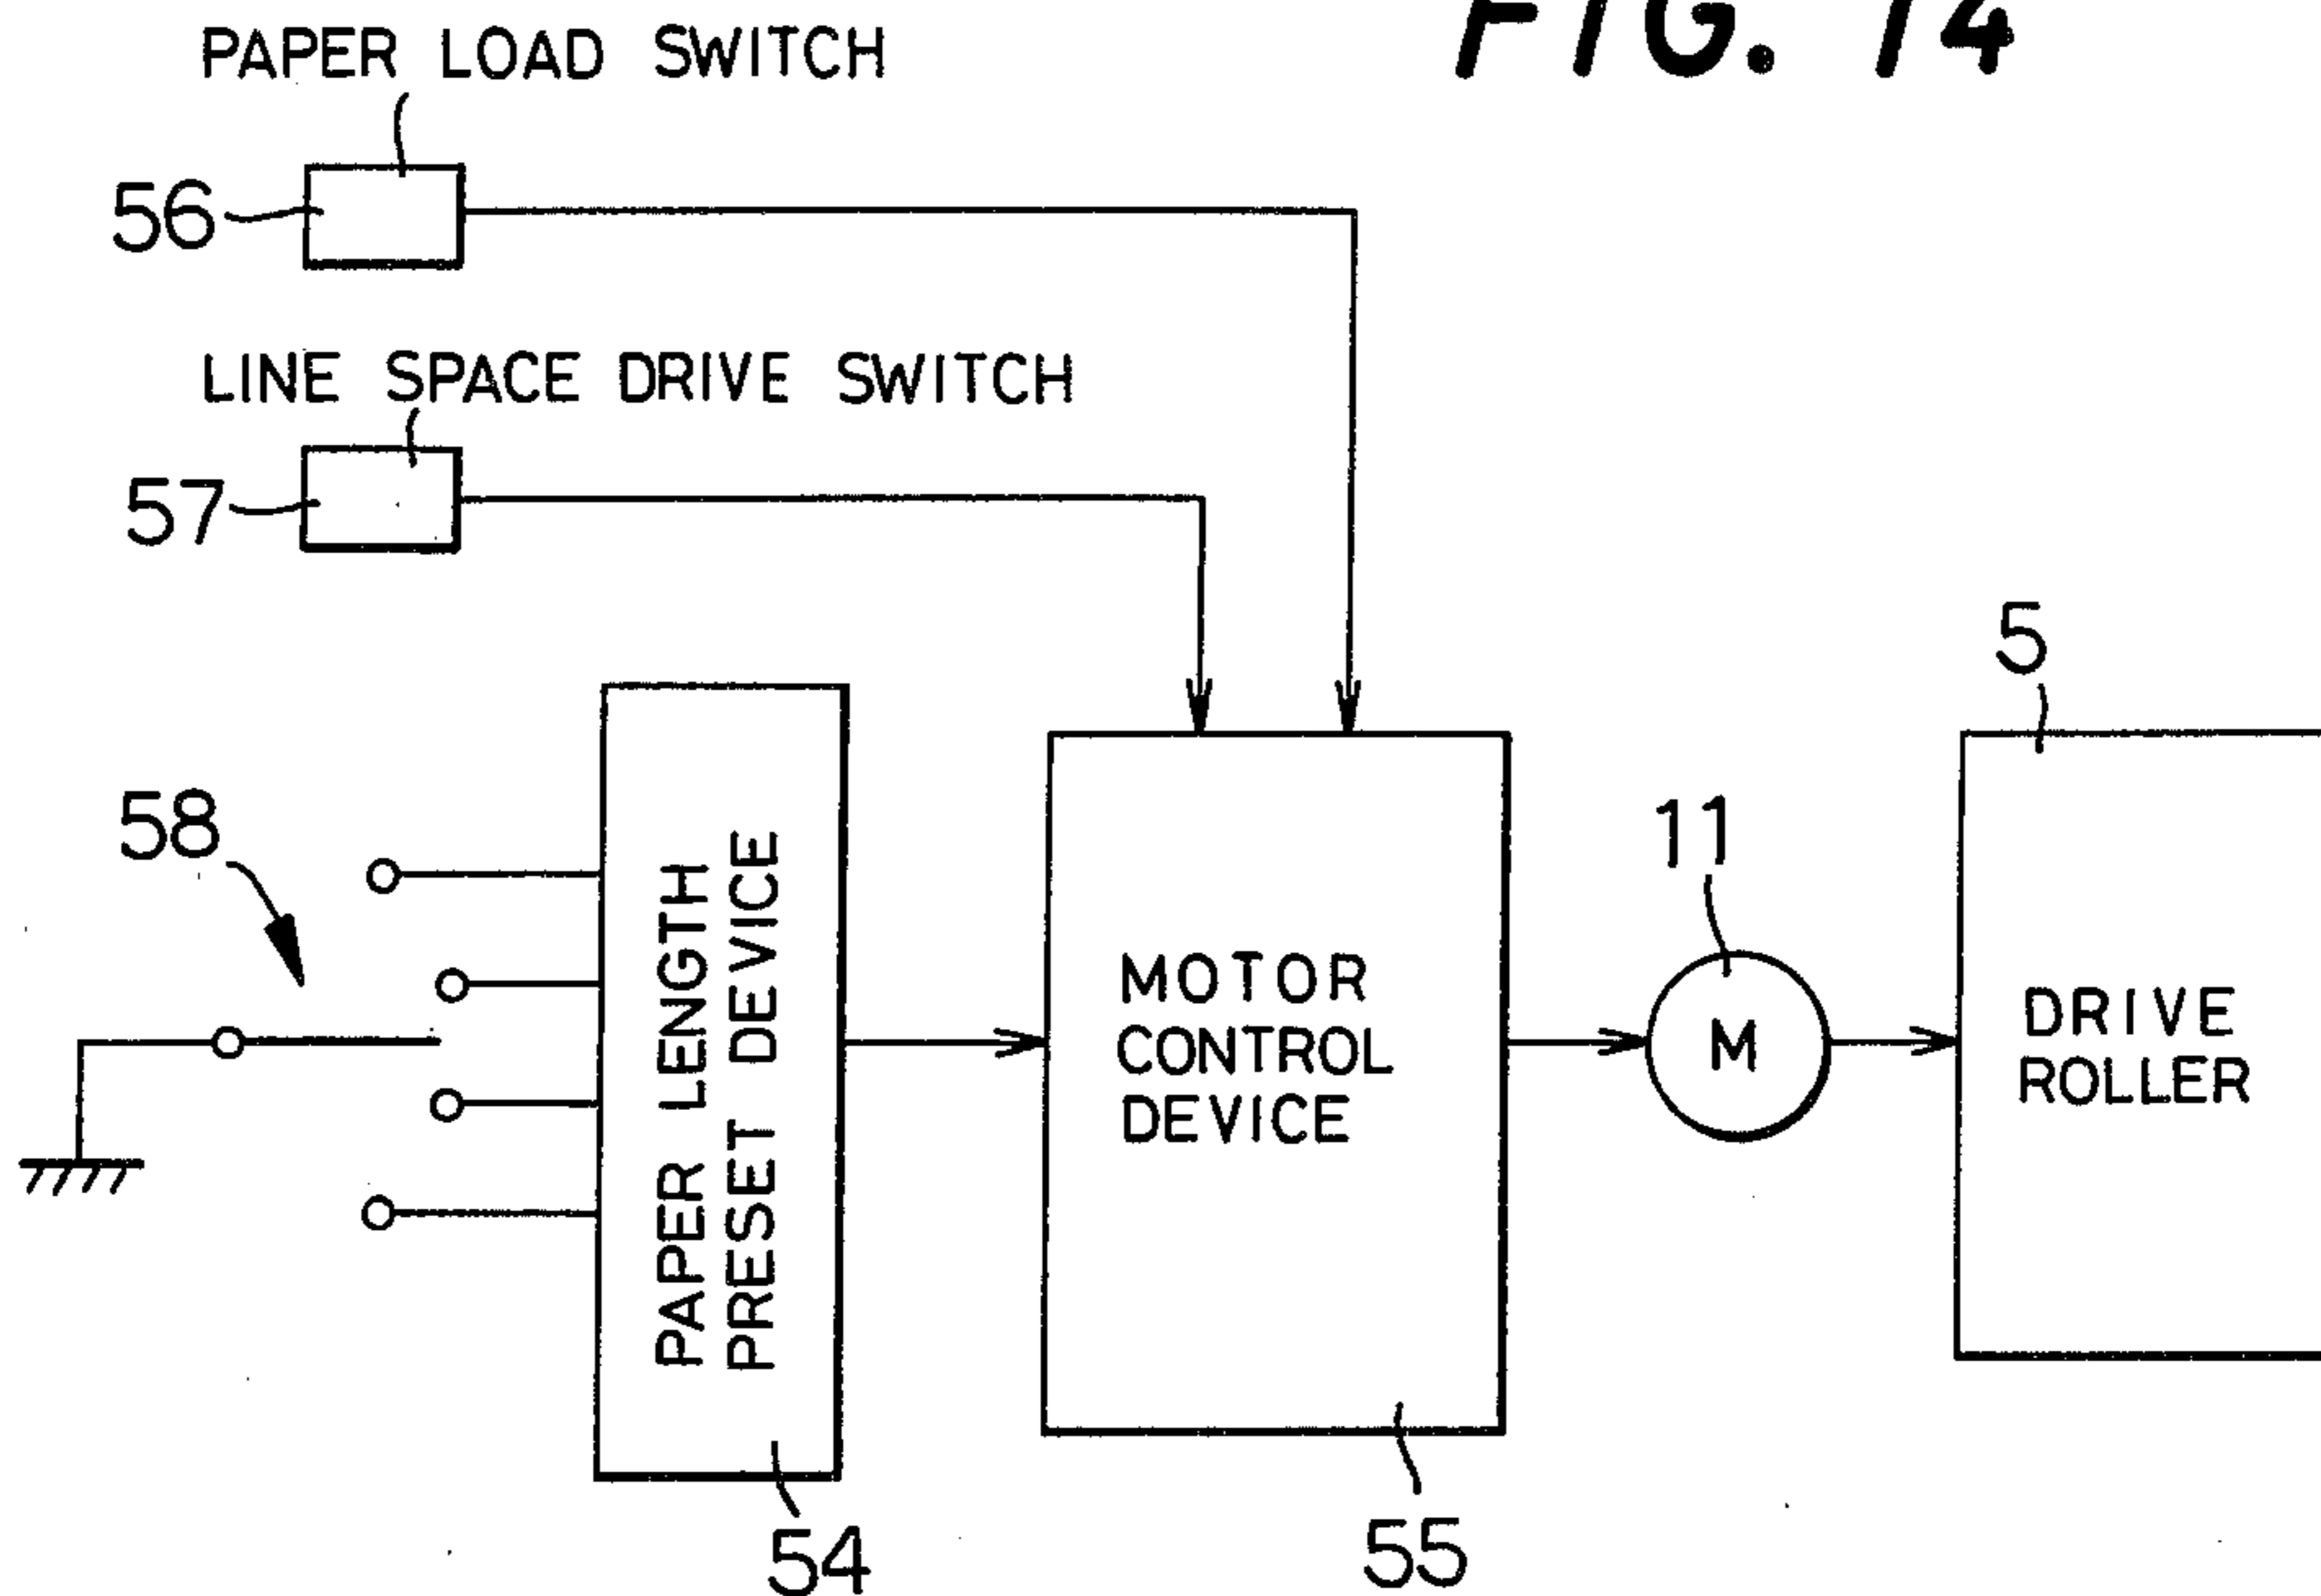 FIG. 14
PAPER LOAD SWITCH
56
LINE SPACE DRIVE SWITCH
57
5
58
11
PAPER LENGTH
PRESET DEVICE
MOTOR
CONTROL
DEVICE
M
DRIVE
ROLLER
54
55